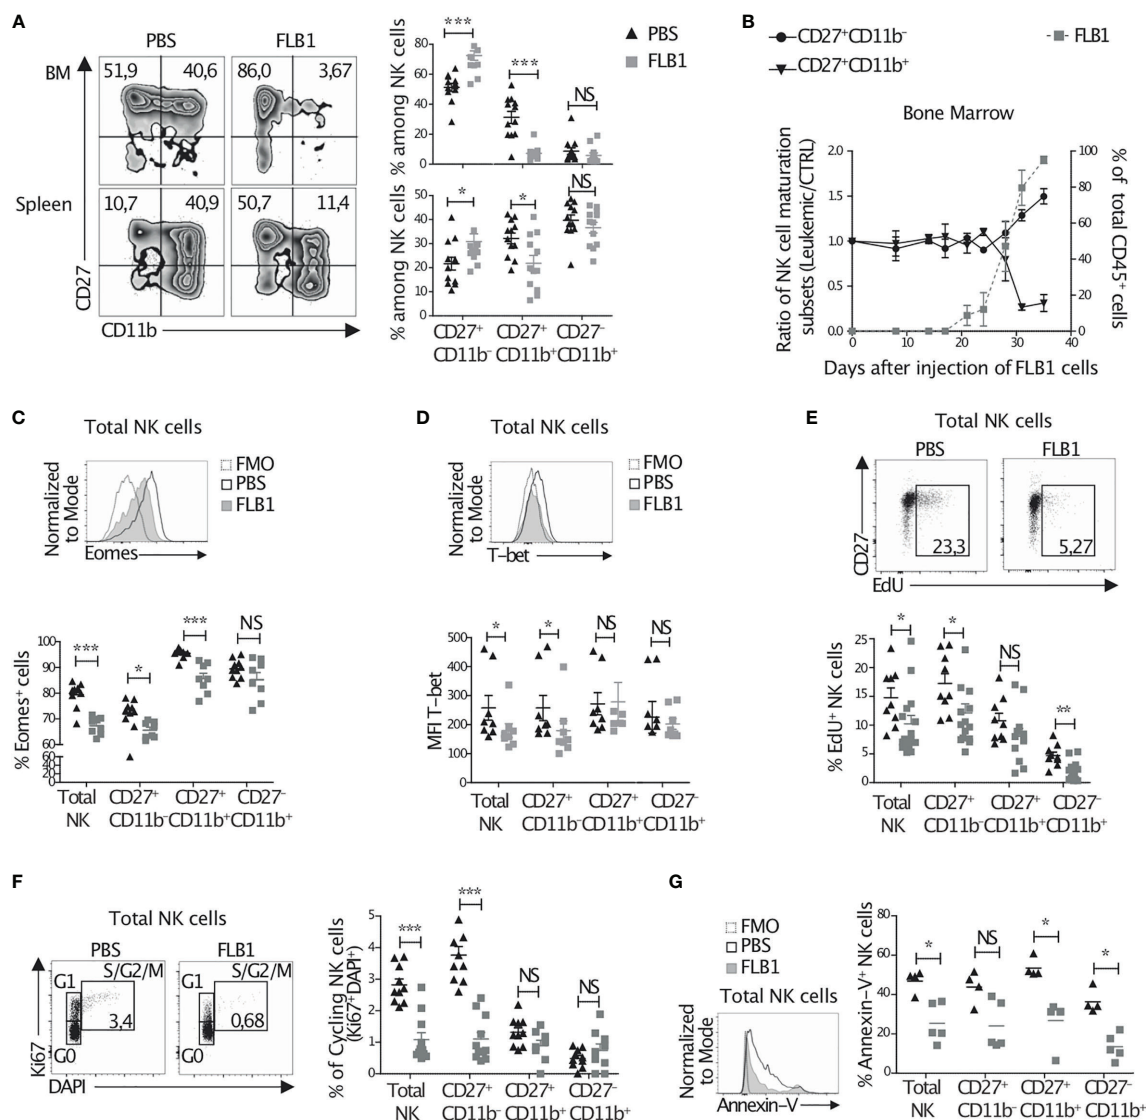 A
PBS
FLB1
BM
51,9
40,6
86,0
3,67
Spleen
10,7
40,9
50,7
11,4
CD27
CD11b
% among NK cells
80
60
40
20
0
***
***
NS
PBS
FLB1
% among NK cells
50
40
30
20
10
0
*
*
NS
CD27⁺ CD27⁺ CD27⁻
CD11b⁻ CD11b⁺ CD11b⁺
B
CD27⁺CD11b⁻
FLB1
CD27⁺CD11b⁺
Bone Marrow
Ratio of NK cell maturation
subsets (Leukemic/CTRL)
2.0
1.5
1.0
0.5
0.0
100
80
60
40
20
0
% of total CD45⁺ cells
0 10 20 30 40
Days after injection of FLB1 cells
C
Total NK cells
Normalized
to Mode
Eomes
FMO
PBS
FLB1
% Eomes⁺ cells
100
90
80
70
60
60
40
20
0
***
*
***
NS
Total CD27⁺ CD27⁺ CD27⁻
NK CD11b⁻ CD11b⁺ CD11b⁺
D
Total NK cells
Normalized
to Mode
T-bet
FMO
PBS
FLB1
MFI T-bet
500
400
300
200
100
0
*
*
NS
NS
Total CD27⁺ CD27⁺ CD27⁻
NK CD11b⁻ CD11b⁺ CD11b⁺
E
Total NK cells
PBS
FLB1
CD27
23,3
5,27
EdU
% EdU⁺ NK cells
25
20
15
10
5
0
*
*
NS
**
Total CD27⁺ CD27⁺ CD27⁻
NK CD11b⁻ CD11b⁺ CD11b⁺
F
Total NK cells
PBS
FLB1
Ki67
G1
S/G2/M
3,4
G0
G1
S/G2/M
0,68
G0
DAPI
% of Cycling NK cells
(Ki67⁺DAPI⁺)
5
4
3
2
1
0
***
***
NS
NS
Total CD27⁺ CD27⁺ CD27⁻
NK CD11b⁻ CD11b⁺ CD11b⁺
G
FMO
PBS
FLB1
Total NK cells
Normalized
to Mode
Annexin-V
% Annexin-V⁺ NK cells
80
60
40
20
0
*
NS
*
*
Total CD27⁺ CD27⁺ CD27⁻
NK CD11b⁻ CD11b⁺ CD11b⁺